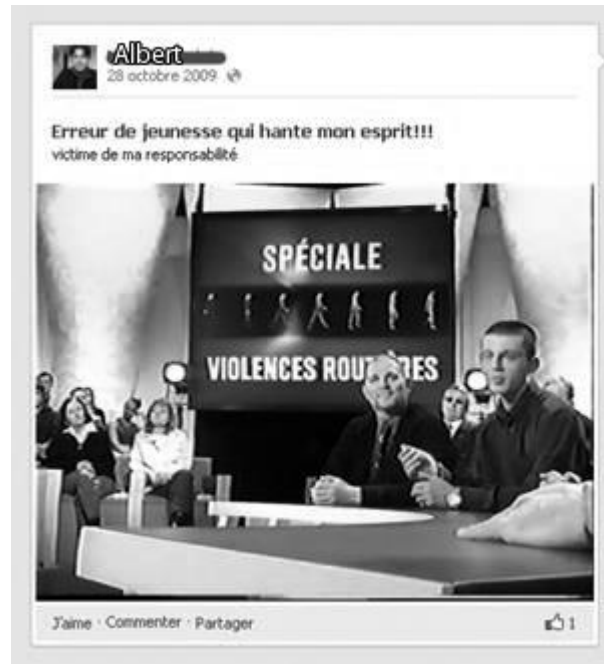 Albert
28 octobre 2009
Erreur de jeunesse qui hante mon esprit!!!
victime de ma responsabilité
SPÉCIALE
VIOLENCES ROUTIÈRES
J'aime · Commenter · Partager
1